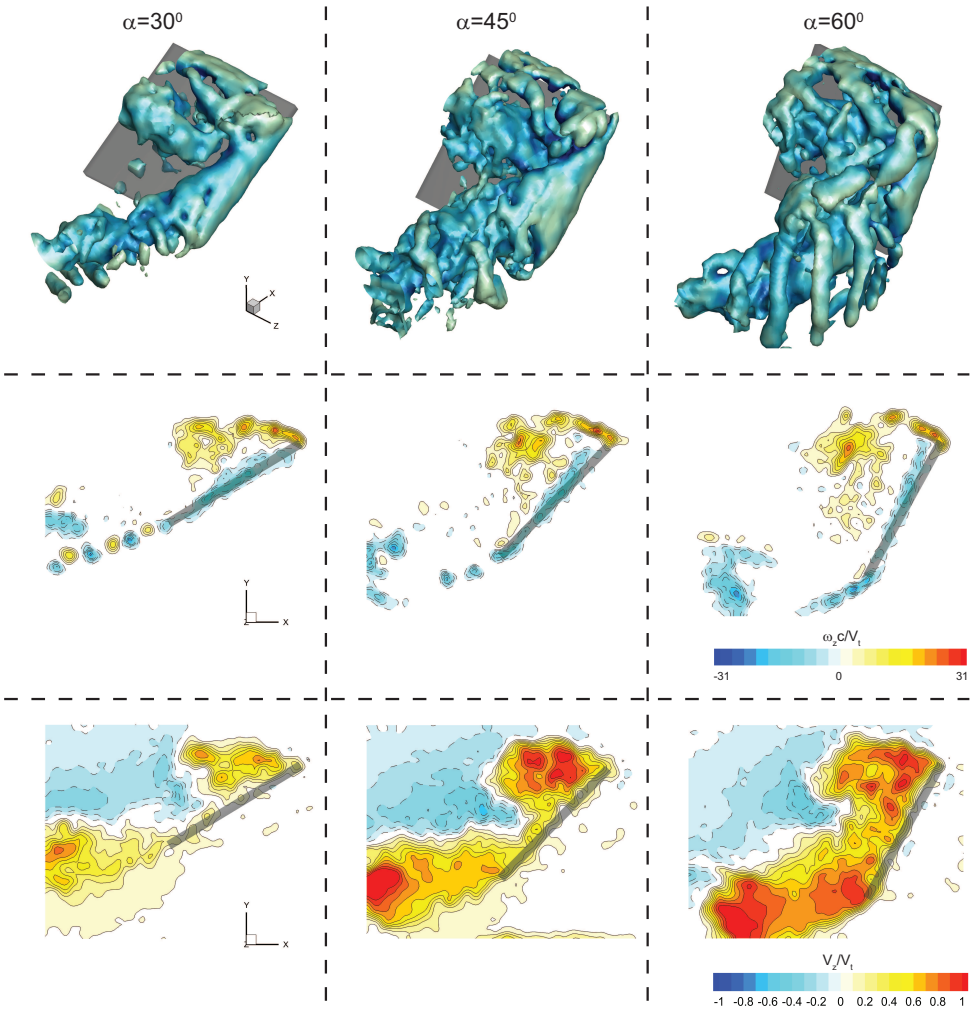 α=30⁰
α=45⁰
α=60⁰
Y
X
Z
Y
Z
X
ω_z c/V_t
-31
0
31
Y
Z
X
V_z/V_t
-1 -0.8 -0.6 -0.4 -0.2 0 0.2 0.4 0.6 0.8 1